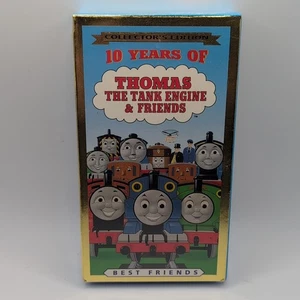 COLLECTOR'S EDITION
10 YEARS OF
THOMAS
THE TANK ENGINE
& FRIENDS
BEST FRIENDS